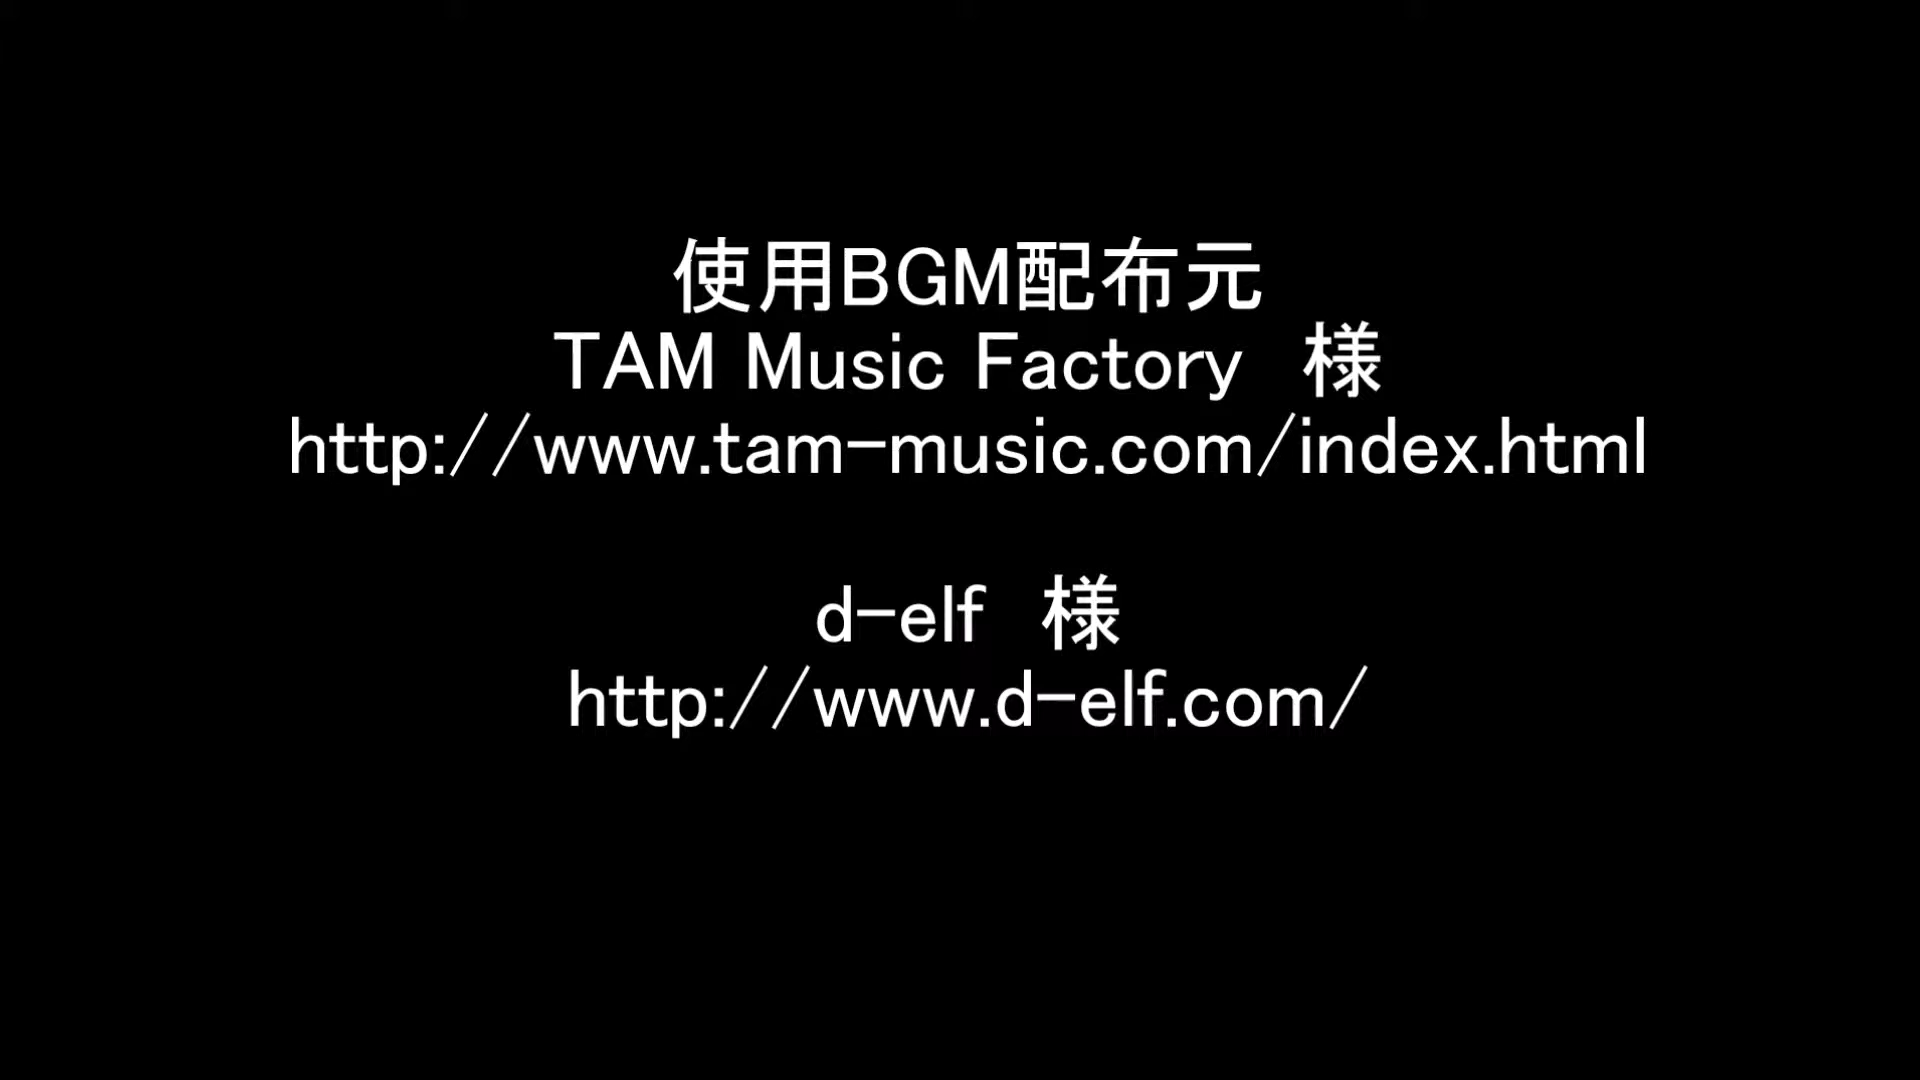 使用BGM配布元
TAM Music Factory　様
http://www.tam-music.com/index.html
d-elf　様
http://www.d-elf.com/